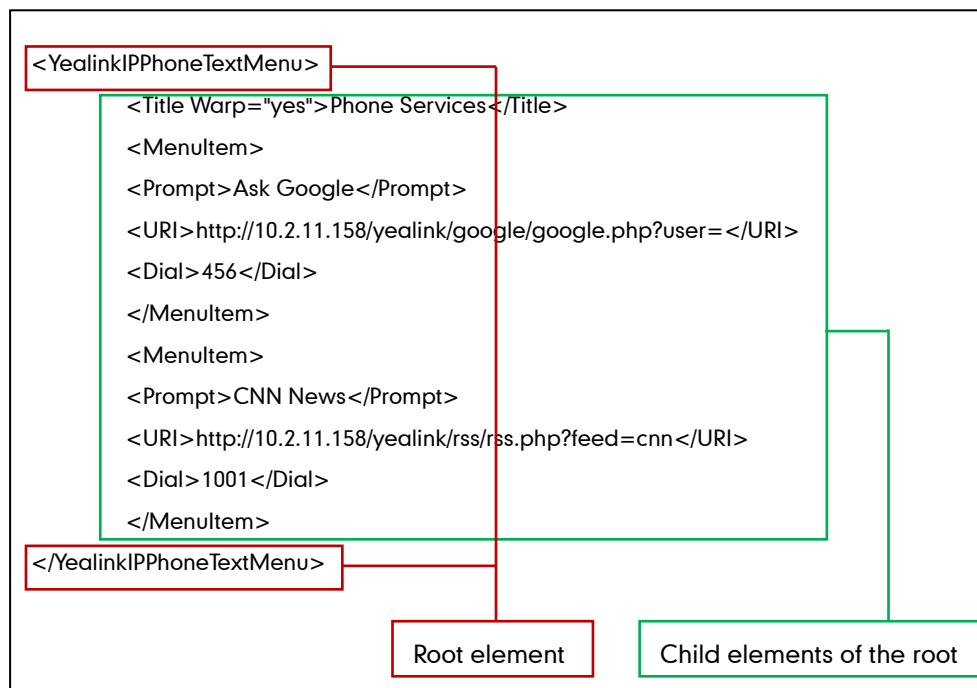 <YealinkIPPhoneTextMenu>
<Title Warp="yes">Phone Services</Title>
<MenuItem>
<Prompt>Ask Google</Prompt>
<URI>http://10.2.11.158/yealink/google/google.php?user=</URI>
<Dial>456</Dial>
</MenuItem>
<MenuItem>
<Prompt>CNN News</Prompt>
<URI>http://10.2.11.158/yealink/rss/rss.php?feed=cnn</URI>
<Dial>1001</Dial>
</MenuItem>
</YealinkIPPhoneTextMenu>
Root element
Child elements of the root